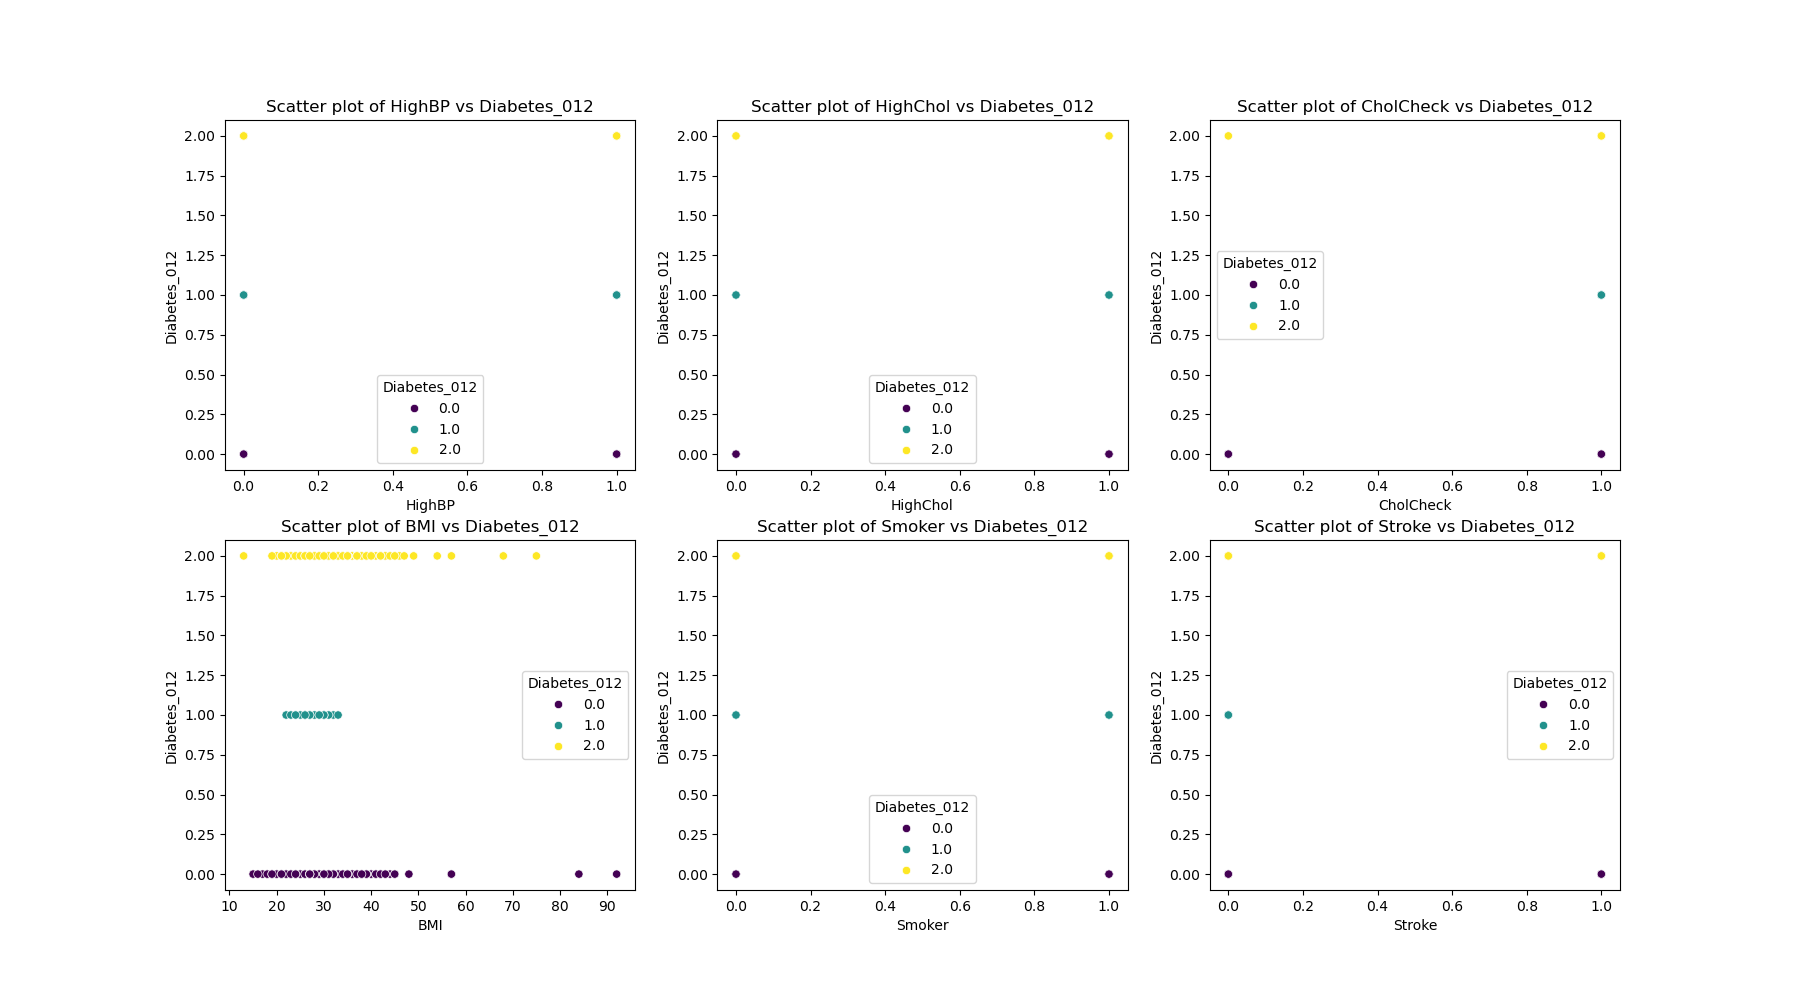 Scatter plot of HighBP vs Diabetes_012
2.00
1.75
1.50
1.25
1.00
0.75
0.50
0.25
0.00
Diabetes_012
Diabetes_012
0.0
1.0
2.0
0.0 0.2 0.4 0.6 0.8 1.0
HighBP
Scatter plot of HighChol vs Diabetes_012
2.00
1.75
1.50
1.25
1.00
0.75
0.50
0.25
0.00
Diabetes_012
Diabetes_012
0.0
1.0
2.0
0.0 0.2 0.4 0.6 0.8 1.0
HighChol
Scatter plot of CholCheck vs Diabetes_012
2.00
1.75
1.50
1.25
1.00
0.75
0.50
0.25
0.00
Diabetes_012
Diabetes_012
0.0
1.0
2.0
0.0 0.2 0.4 0.6 0.8 1.0
CholCheck
Scatter plot of BMI vs Diabetes_012
2.00
1.75
1.50
1.25
1.00
0.75
0.50
0.25
0.00
Diabetes_012
Diabetes_012
0.0
1.0
2.0
10 20 30 40 50 60 70 80 90
BMI
Scatter plot of Smoker vs Diabetes_012
2.00
1.75
1.50
1.25
1.00
0.75
0.50
0.25
0.00
Diabetes_012
Diabetes_012
0.0
1.0
2.0
0.0 0.2 0.4 0.6 0.8 1.0
Smoker
Scatter plot of Stroke vs Diabetes_012
2.00
1.75
1.50
1.25
1.00
0.75
0.50
0.25
0.00
Diabetes_012
Diabetes_012
0.0
1.0
2.0
0.0 0.2 0.4 0.6 0.8 1.0
Stroke